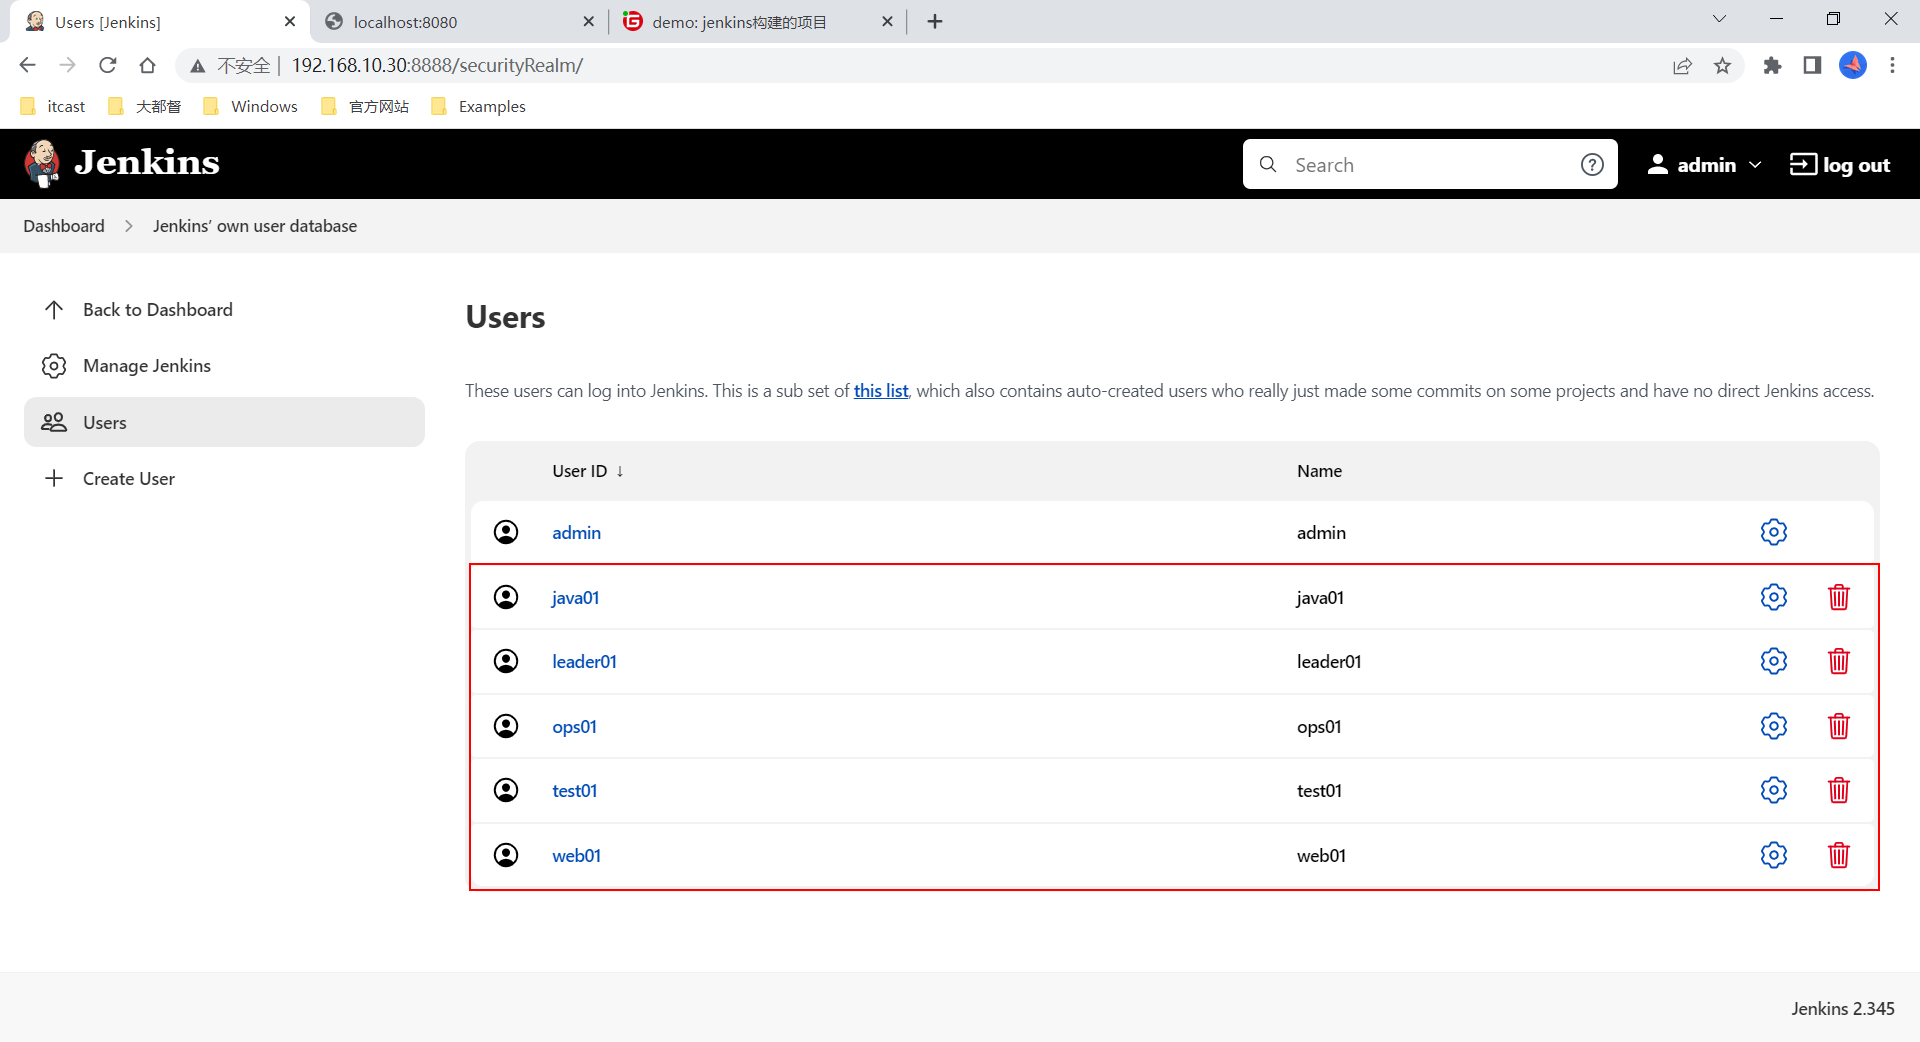 Users [Jenkins]
localhost:8080
demo: jenkins构建的项目
不安全 | 192.168.10.30:8888/securityRealm/
itcast
大都督
Windows
官方网站
Examples
Jenkins
Search
admin
log out
Dashboard
Jenkins’ own user database
Back to Dashboard
Manage Jenkins
Users
Create User
Users
These users can log into Jenkins. This is a sub set of this list, which also contains auto-created users who really just made some commits on some projects and have no direct Jenkins access.
User ID ↓ Name
admin admin
java01 java01
leader01 leader01
ops01 ops01
test01 test01
web01 web01
Jenkins 2.345